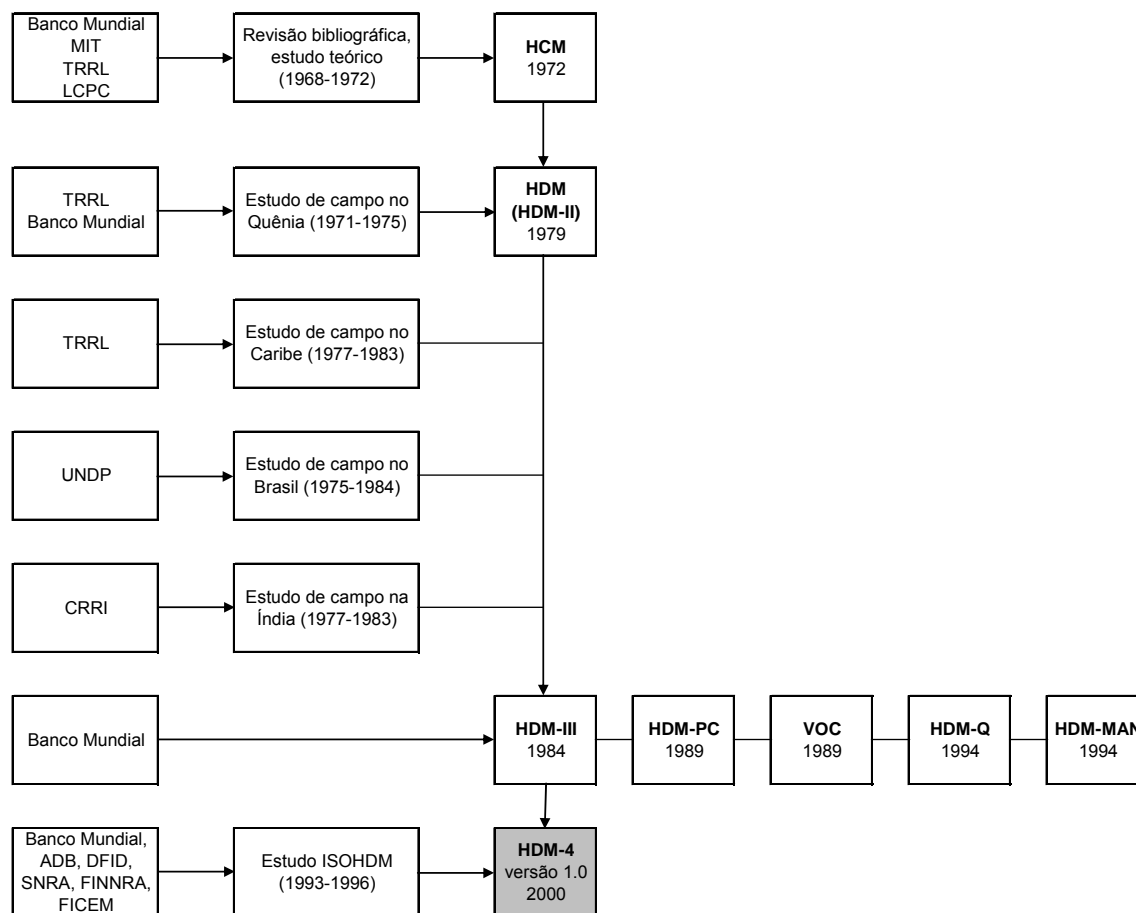 Banco Mundial
MIT
TRRL
LCPC
Revisão bibliográfica,
estudo teórico
(1968-1972)
HCM
1972
TRRL
Banco Mundial
Estudo de campo no
Quênia (1971-1975)
HDM
(HDM-II)
1979
TRRL
Estudo de campo no
Caribe (1977-1983)
UNDP
Estudo de campo no
Brasil (1975-1984)
CRRI
Estudo de campo na
Índia (1977-1983)
Banco Mundial
HDM-III
1984
HDM-PC
1989
VOC
1989
HDM-Q
1994
HDM-MAN
1994
Banco Mundial,
ADB, DFID,
SNRA, FINNRA,
FICEM
Estudo ISOHDM
(1993-1996)
HDM-4
versão 1.0
2000